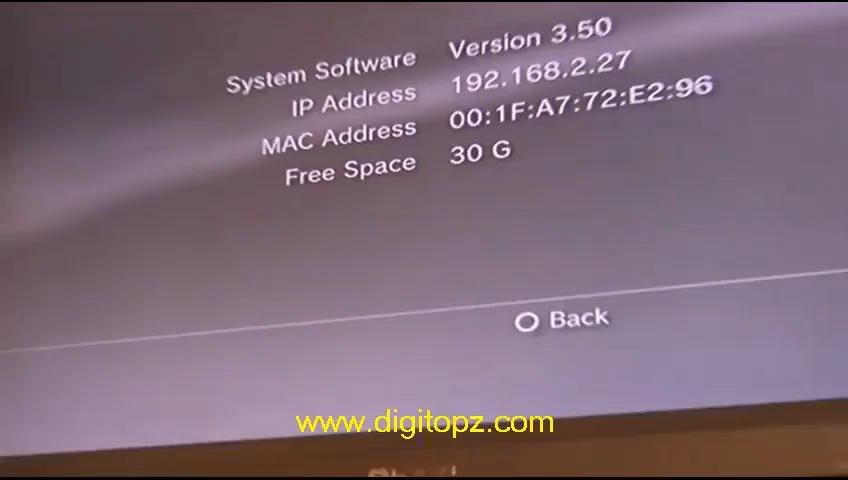 System Software Version 3.50
IP Address 192.168.2.27
MAC Address 00:1F:A7:72:E2:96
Free Space 30 G
Back
www.digitopz.com